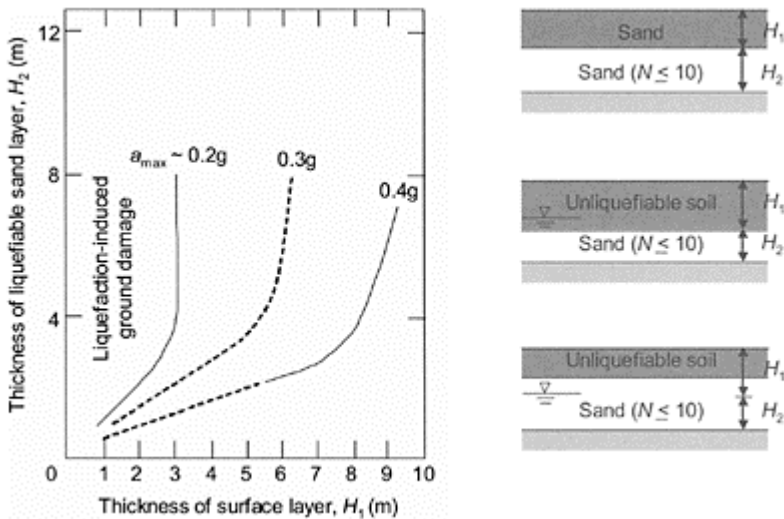 12
8
4
0
1 2 3 4 5 6 7 8 9 10
Thickness of liquefiable sand layer, H₂ (m)
Thickness of surface layer, H₁ (m)
Liquefaction-induced
ground damage
aₘₐₓ ~ 0.2g
0.3g
0.4g
Sand
H₁
Sand (N ≤ 10)
H₂
Unliquefiable soil
H₁
Sand (N ≤ 10)
H₂
Unliquefiable soil
H₁
Sand (N ≤ 10)
H₂